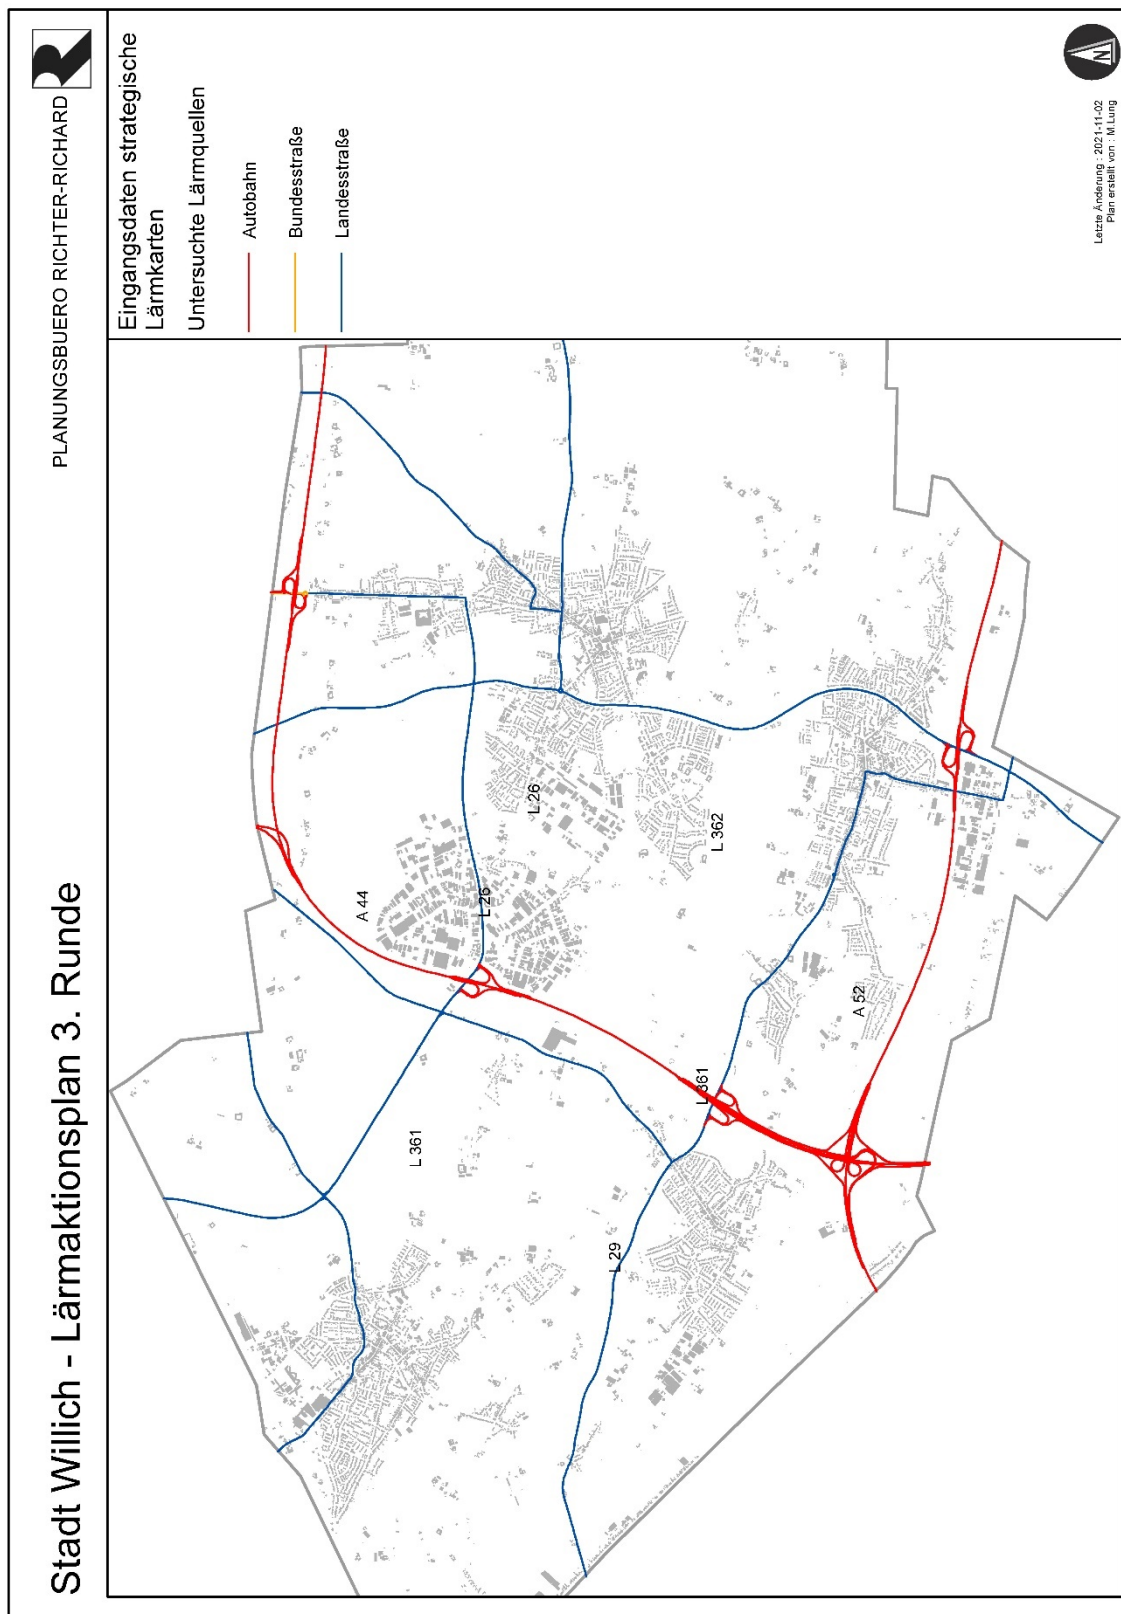 Stadt Willich - Lärmaktionsplan 3. Runde
PLANUNGSBUERO RICHTER-RICHARD
Eingangsdaten strategische
Lärmkarten
Untersuchte Lärmquellen
Autobahn
Bundesstraße
Landesstraße
A 44
L 361
L 26
L 26
L 29
L 361
L 362
A 52
N
Letzte Änderung : 2021-11-02
Plan erstellt von : M.Lung